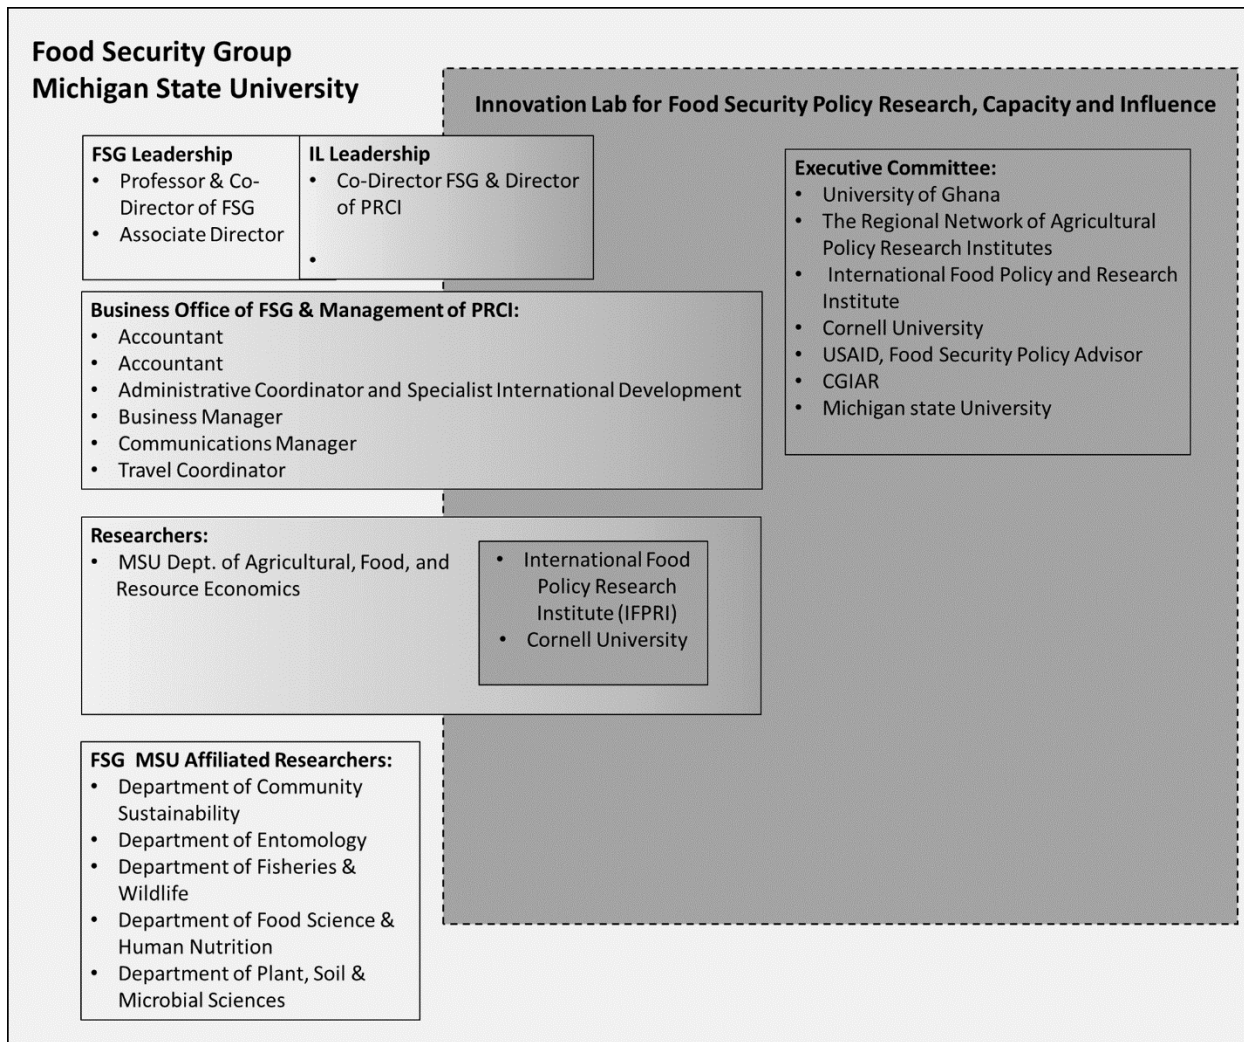 Food Security Group
Michigan State University
Innovation Lab for Food Security Policy Research, Capacity and Influence
FSG Leadership
• Professor & Co-
Director of FSG
• Associate Director
IL Leadership
• Co-Director FSG & Director
of PRCI
•
Executive Committee:
• University of Ghana
• The Regional Network of Agricultural
Policy Research Institutes
• International Food Policy and Research
Institute
• Cornell University
• USAID, Food Security Policy Advisor
• CGIAR
• Michigan state University
Business Office of FSG & Management of PRCI:
• Accountant
• Accountant
• Administrative Coordinator and Specialist International Development
• Business Manager
• Communications Manager
• Travel Coordinator
Researchers:
• MSU Dept. of Agricultural, Food, and
Resource Economics
• International Food
Policy Research
Institute (IFPRI)
• Cornell University
FSG MSU Affiliated Researchers:
• Department of Community
Sustainability
• Department of Entomology
• Department of Fisheries &
Wildlife
• Department of Food Science &
Human Nutrition
• Department of Plant, Soil &
Microbial Sciences